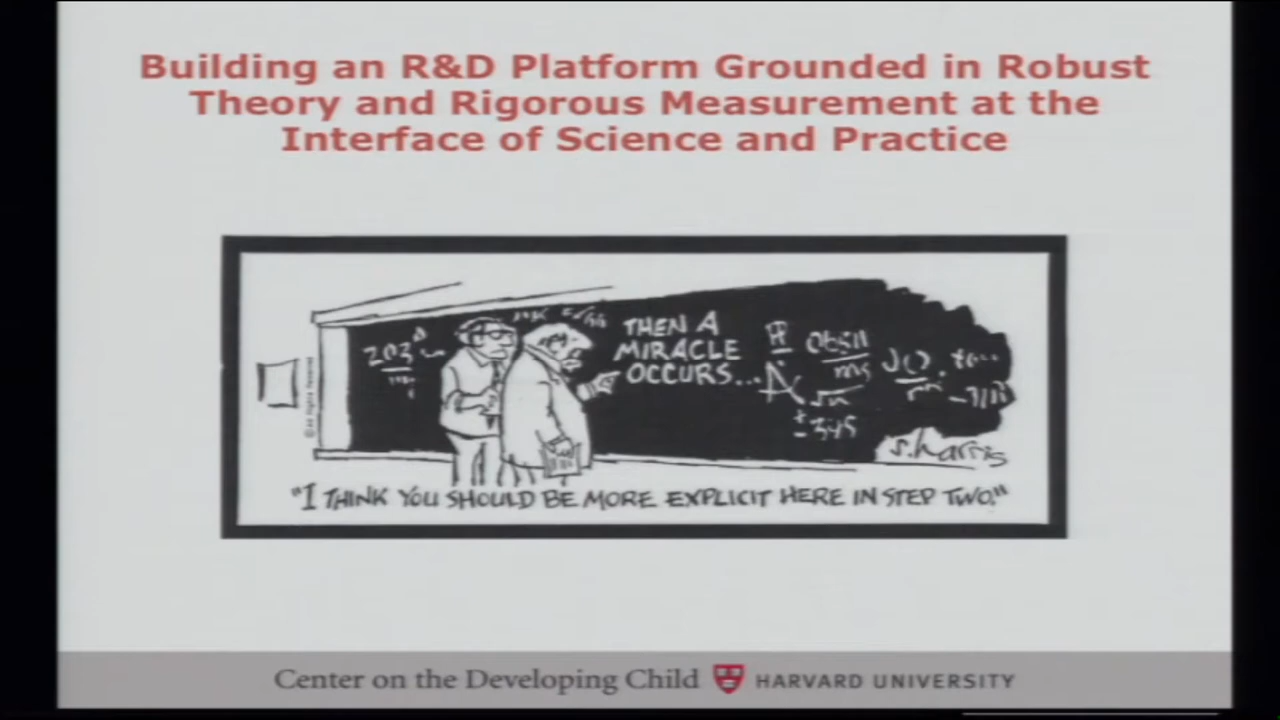 Building an R&D Platform Grounded in Robust
Theory and Rigorous Measurement at the
Interface of Science and Practice
THEN A
MIRACLE
OCCURS...
s.harris
"I THINK YOU SHOULD BE MORE EXPLICIT HERE IN STEP TWO."
Center on the Developing Child HARVARD UNIVERSITY